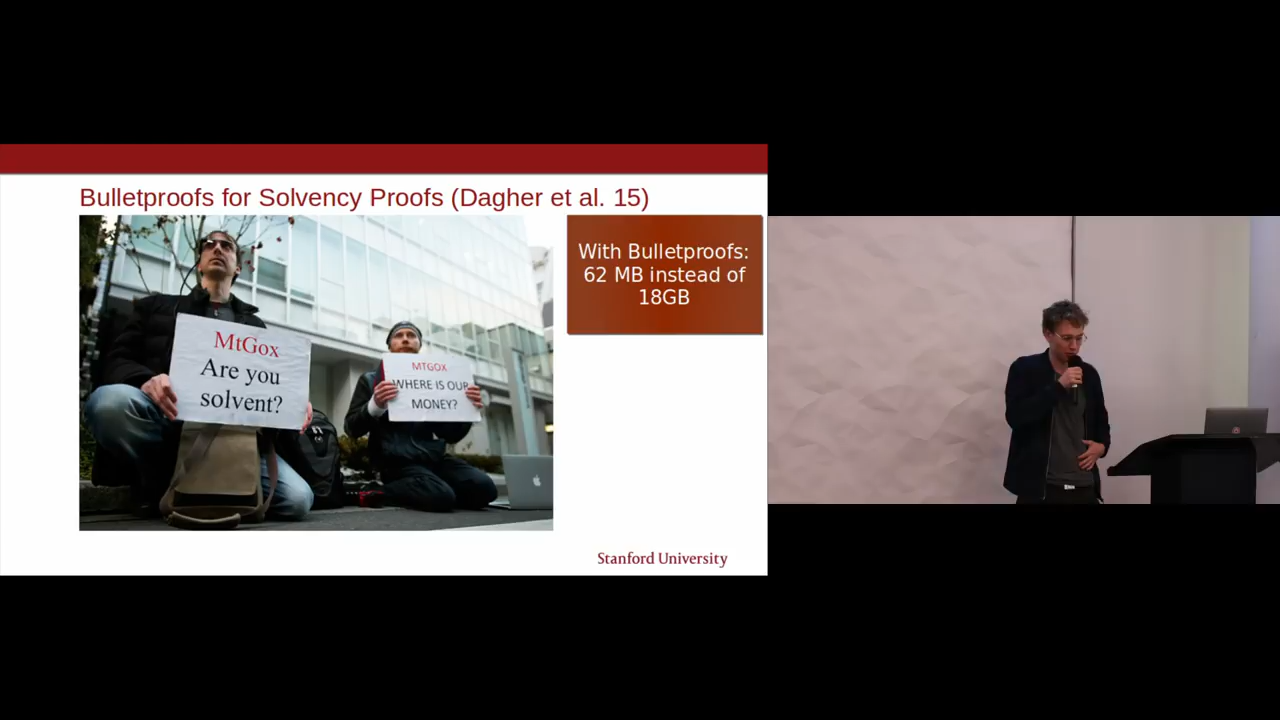 Bulletproofs for Solvency Proofs (Dagher et al. 15)
With Bulletproofs:
62 MB instead of
18GB
MtGox
Are you
solvent?
MTGOX
WHERE IS OUR
MONEY?
Stanford University